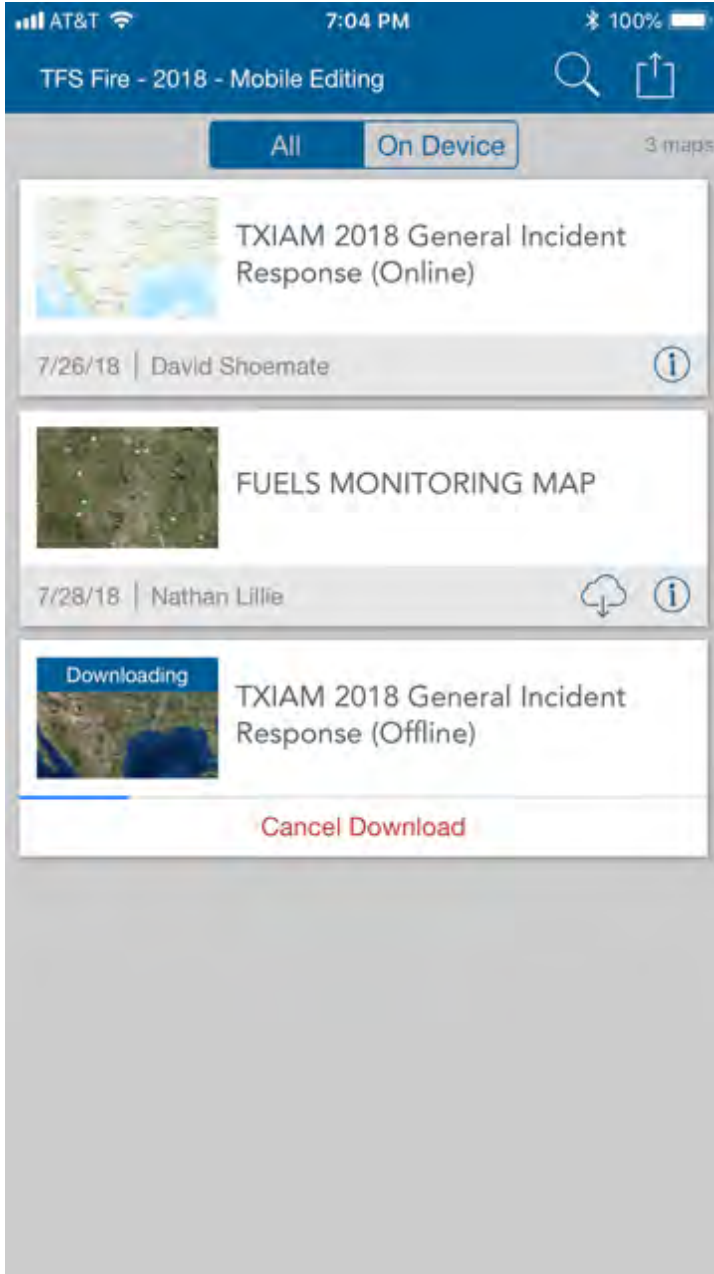 AT&T 7:04 PM 100%
TFS Fire - 2018 - Mobile Editing
All On Device 3 maps
TXIAM 2018 General Incident
Response (Online)
7/26/18 | David Shoemate
FUELS MONITORING MAP
7/28/18 | Nathan Lillie
Downloading
TXIAM 2018 General Incident
Response (Offline)
Cancel Download